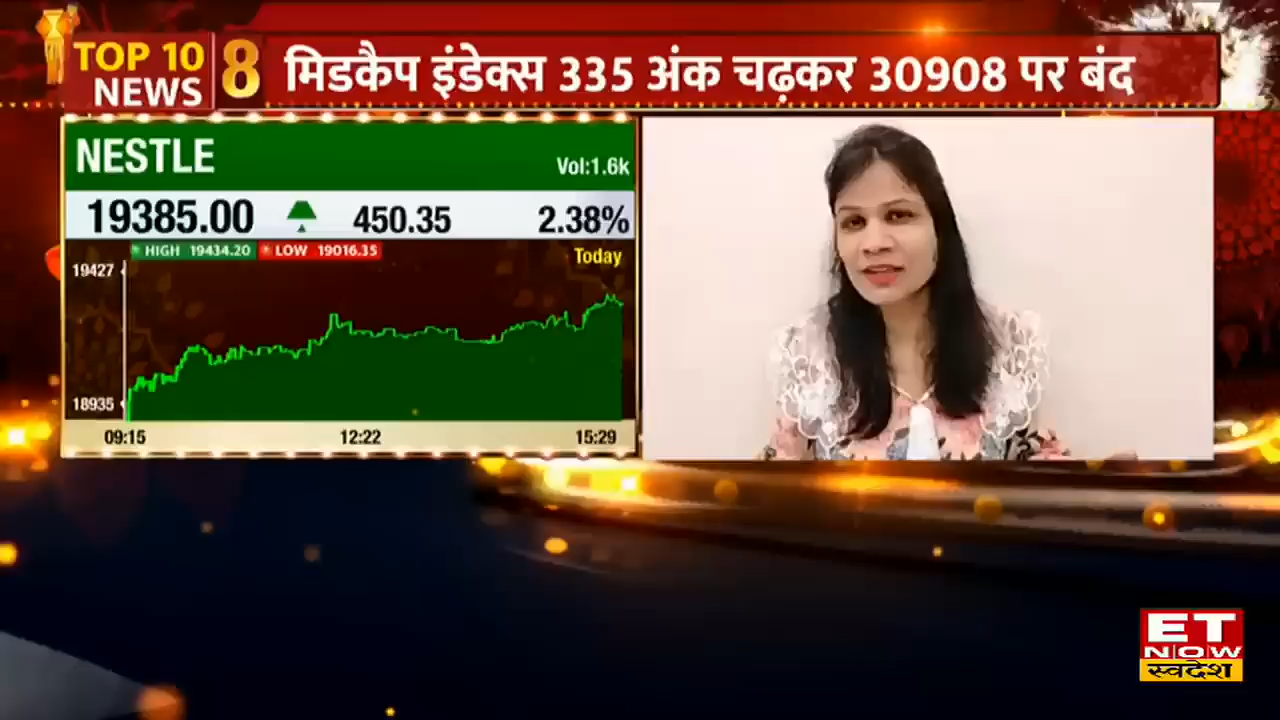 TOP 10
NEWS
8
मिडकैप इंडेक्स 335 अंक चढ़कर 30908 पर बंद
NESTLE
Vol:1.6k
19385.00 450.35 2.38%
HIGH 19434.20 LOW 19016.35
Today
19427
18935
09:15 12:22 15:29
ET
NOW
स्वदेश